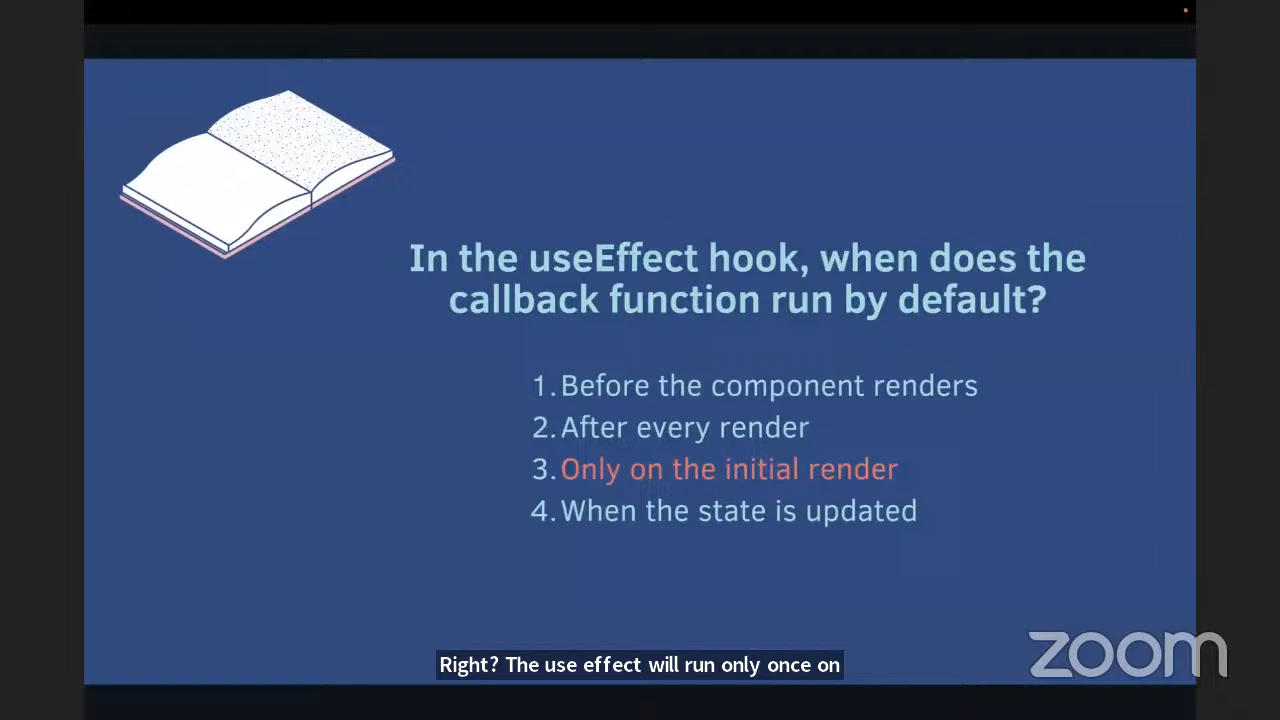 In the useEffect hook, when does the
callback function run by default?
1. Before the component renders
2. After every render
3. Only on the initial render
4. When the state is updated
Right? The use effect will run only once on
zoom